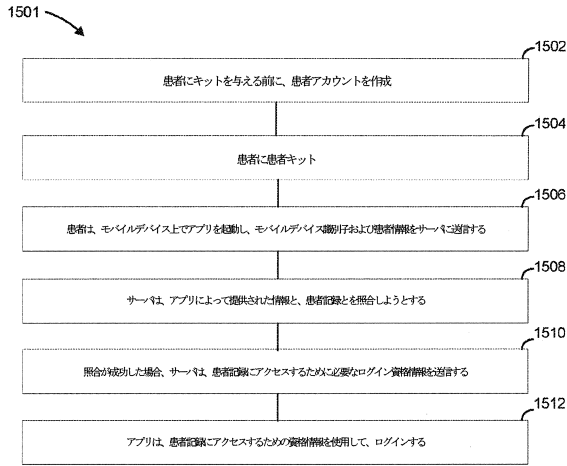 1501
1502
患者にキットを与える前に、患者アカウントを作成
1504
患者に患者キット
1506
患者は、モバイルデバイス上でアプリを起動し、モバイルデバイス識別子および患者情報をサーバに送信する
1508
サーバは、アプリによって提供された情報と、患者記録とを照合しようとする
1510
照合が成功した場合、サーバは、患者記録にアクセスするために必要なログイン資格情報を送信する
1512
アプリは、患者記録にアクセスするための資格情報を使用して、ログインする